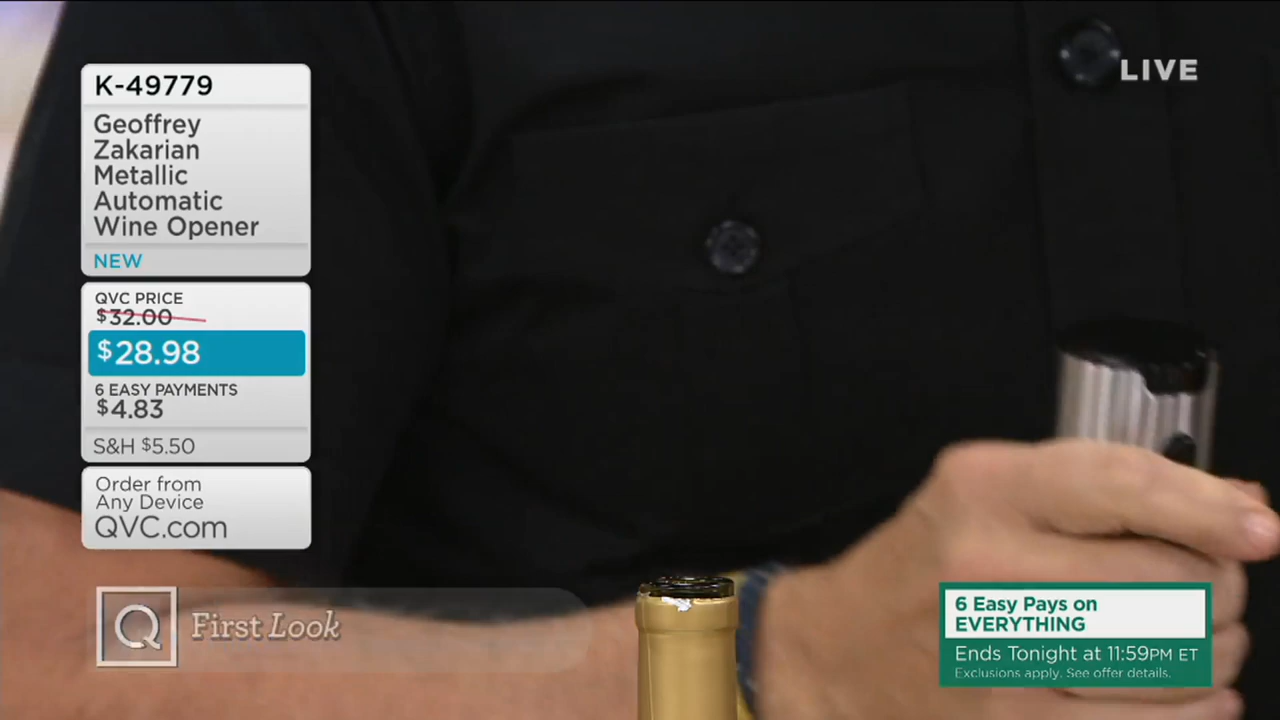 K-49779
Geoffrey
Zakarian
Metallic
Automatic
Wine Opener
NEW
QVC PRICE
$32.00
$28.98
6 EASY PAYMENTS
$4.83
S&H $5.50
Order from
Any Device
QVC.com
Q First Look
LIVE
6 Easy Pays on
EVERYTHING
Ends Tonight at 11:59PM ET
Exclusions apply. See offer details.